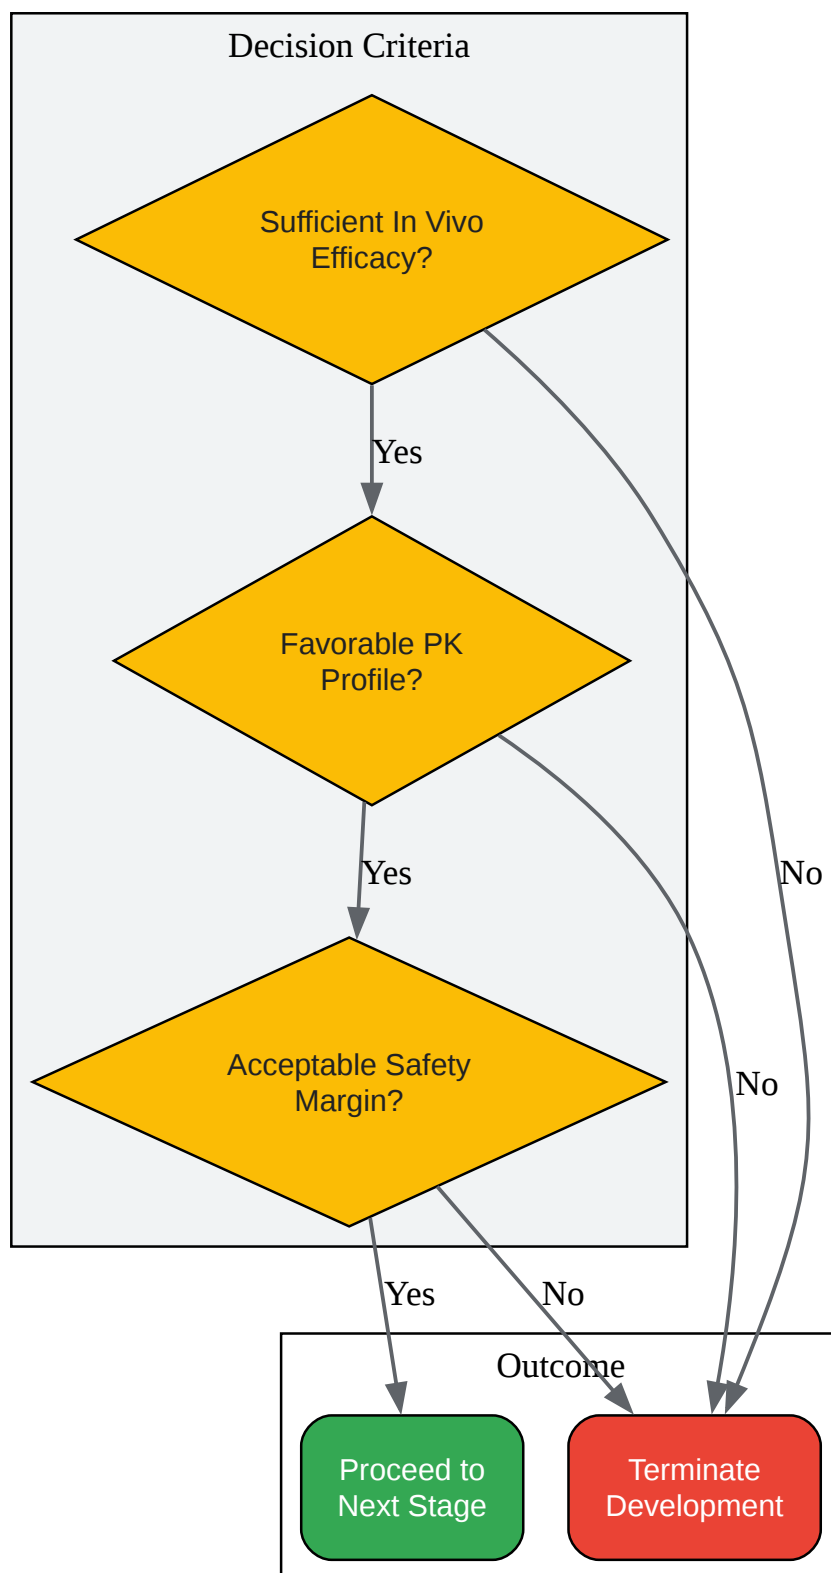 Decision Criteria
Sufficient In Vivo
Efficacy?
Yes
Favorable PK
Profile?
Yes
No
Acceptable Safety
Margin?
No
Yes
No
Outcome
Proceed to
Next Stage
Terminate
Development